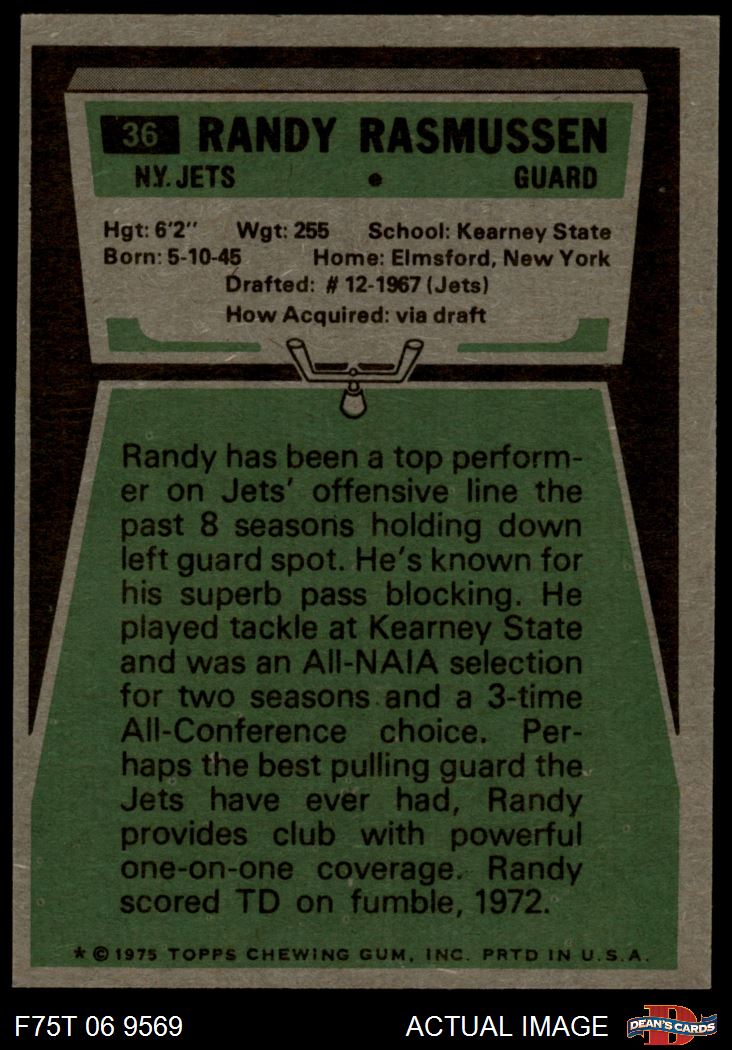 36 RANDY RASMUSSEN
N.Y. JETS • GUARD
Hgt: 6'2" Wgt: 255 School: Kearney State
Born: 5-10-45 Home: Elmsford, New York
Drafted: # 12-1967 (Jets)
How Acquired: via draft
Randy has been a top perform-
er on Jets' offensive line the
past 8 seasons holding down
left guard spot. He's known for
his superb pass blocking. He
played tackle at Kearney State
and was an All-NAIA selection
for two seasons and a 3-time
All-Conference choice. Per-
haps the best pulling guard the
Jets have ever had, Randy
provides club with powerful
one-on-one coverage. Randy
scored TD on fumble, 1972.
* © 1975 TOPPS CHEWING GUM, INC. PRTD IN U.S.A.
F75T 06 9569 ACTUAL IMAGE D DEAN'S CARDS